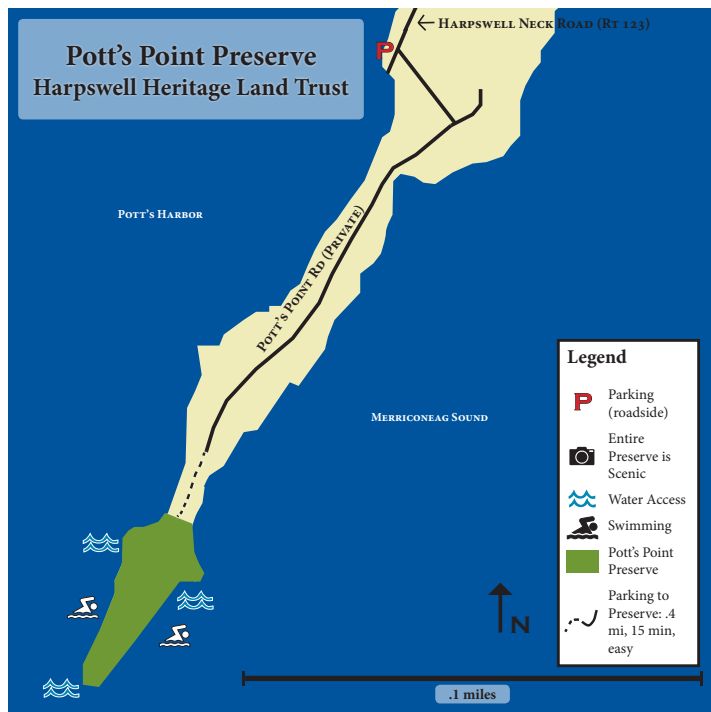 Harpswell Neck Road (Rt 123)
P
Pott's Point Preserve
Harpswell Heritage Land Trust
Pott's Harbor
Pott's Point Rd (Private)
Merriconeag Sound
Legend
P
Parking
(roadside)
Entire
Preserve is
Scenic
Water Access
Swimming
Pott's Point
Preserve
Parking to
Preserve: .4
mi, 15 min,
easy
N
.1 miles